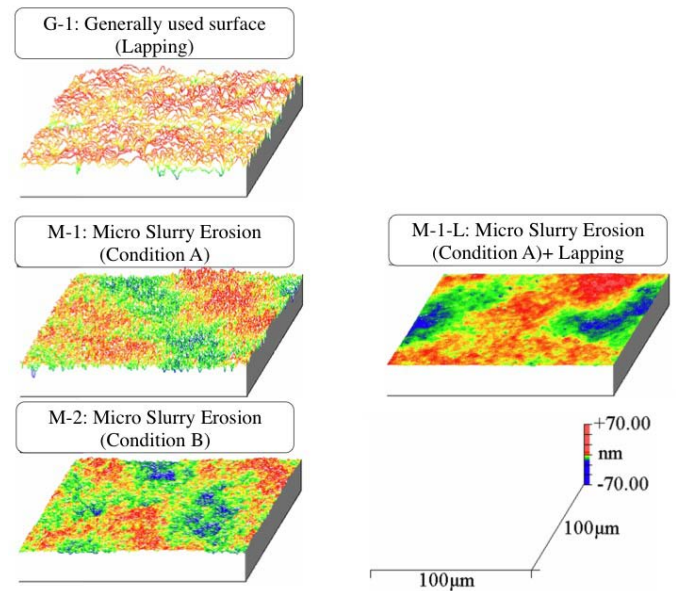 G-1: Generally used surface
(Lapping)
M-1: Micro Slurry Erosion
(Condition A)
M-1-L: Micro Slurry Erosion
(Condition A)+ Lapping
M-2: Micro Slurry Erosion
(Condition B)
+70.00
nm
-70.00
100μm
100μm